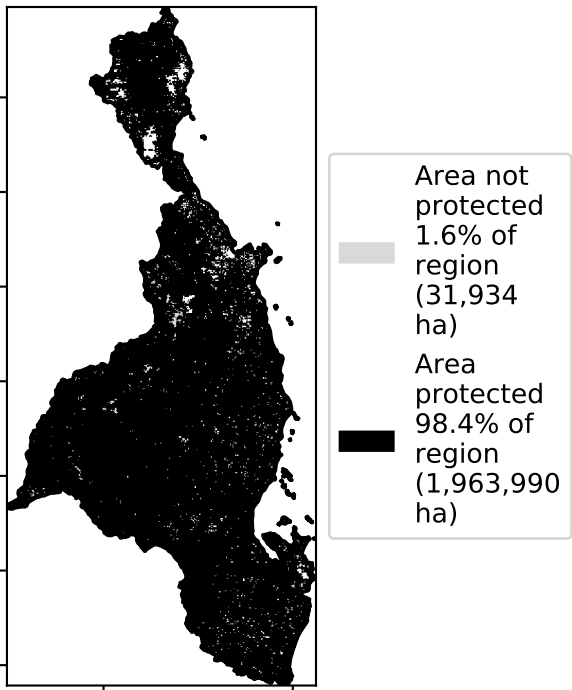 Area not
protected
1.6% of
region
(31,934
ha)
Area
protected
98.4% of
region
(1,963,990
ha)